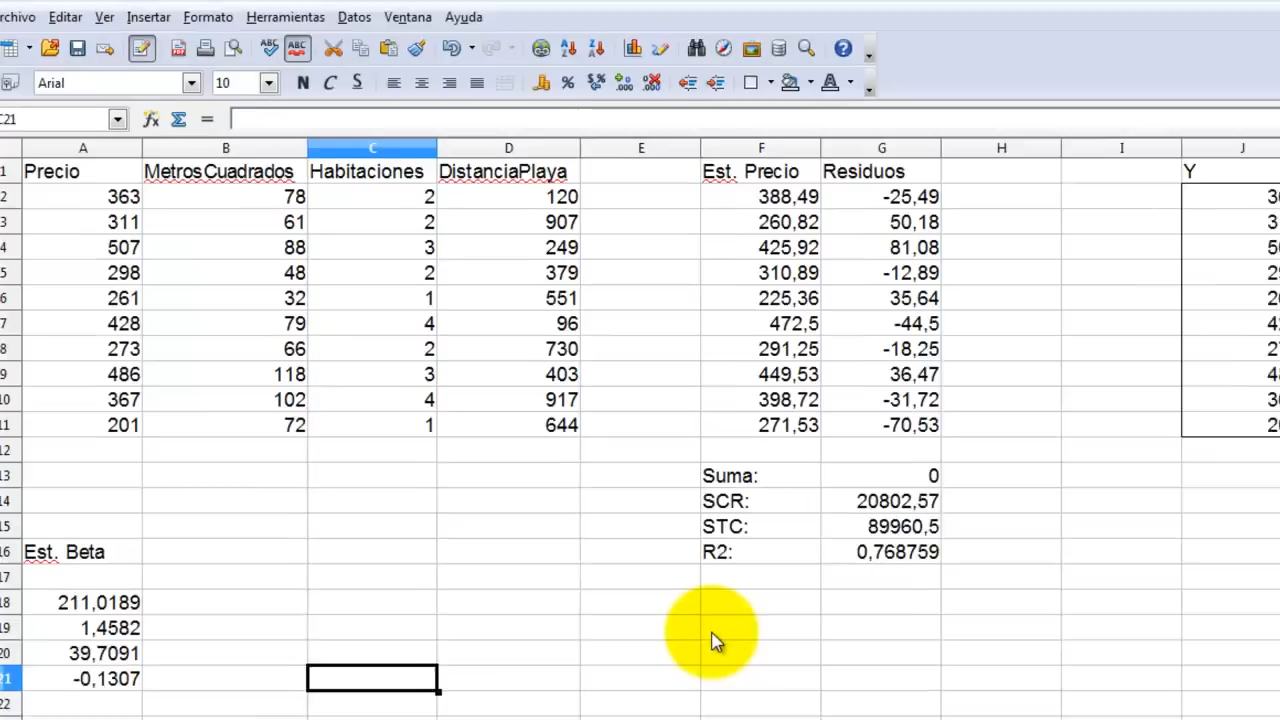 rchivo Editar Ver Insertar Formato Herramientas Datos Ventana Ayuda
Arial 10 N C S
C21
A B C D E F G H I J
1 Precio MetrosCuadrados Habitaciones DistanciaPlaya Est. Precio Residuos Y
2 363 78 2 120 388,49 -25,49
3 311 61 2 907 260,82 50,18
4 507 88 3 249 425,92 81,08
5 298 48 2 379 310,89 -12,89
6 261 32 1 551 225,36 35,64
7 428 79 4 96 472,5 -44,5
8 273 66 2 730 291,25 -18,25
9 486 118 3 403 449,53 36,47
10 367 102 4 917 398,72 -31,72
11 201 72 1 644 271,53 -70,53
12
13 Suma: 0
14 SCR: 20802,57
15 STC: 89960,5
16 Est. Beta R2: 0,768759
17
18 211,0189
19 1,4582
20 39,7091
21 -0,1307
22